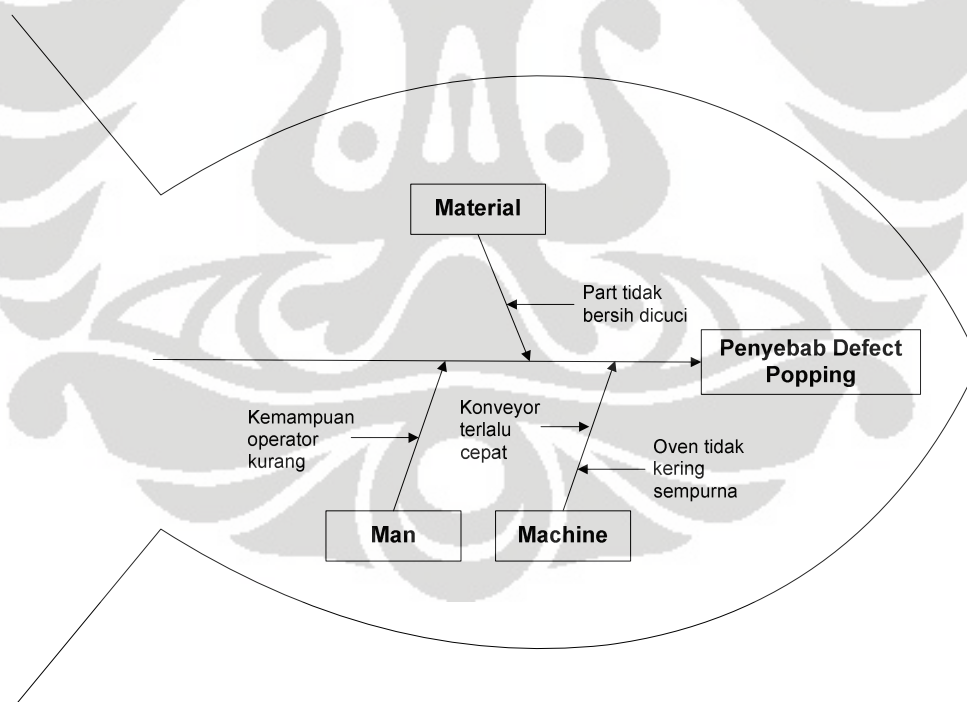 Material
Part tidak
bersih dicuci
Penyebab Defect
Popping
Kemampuan
operator
kurang
Konveyor
terlalu
cepat
Oven tidak
kering
sempurna
Man
Machine